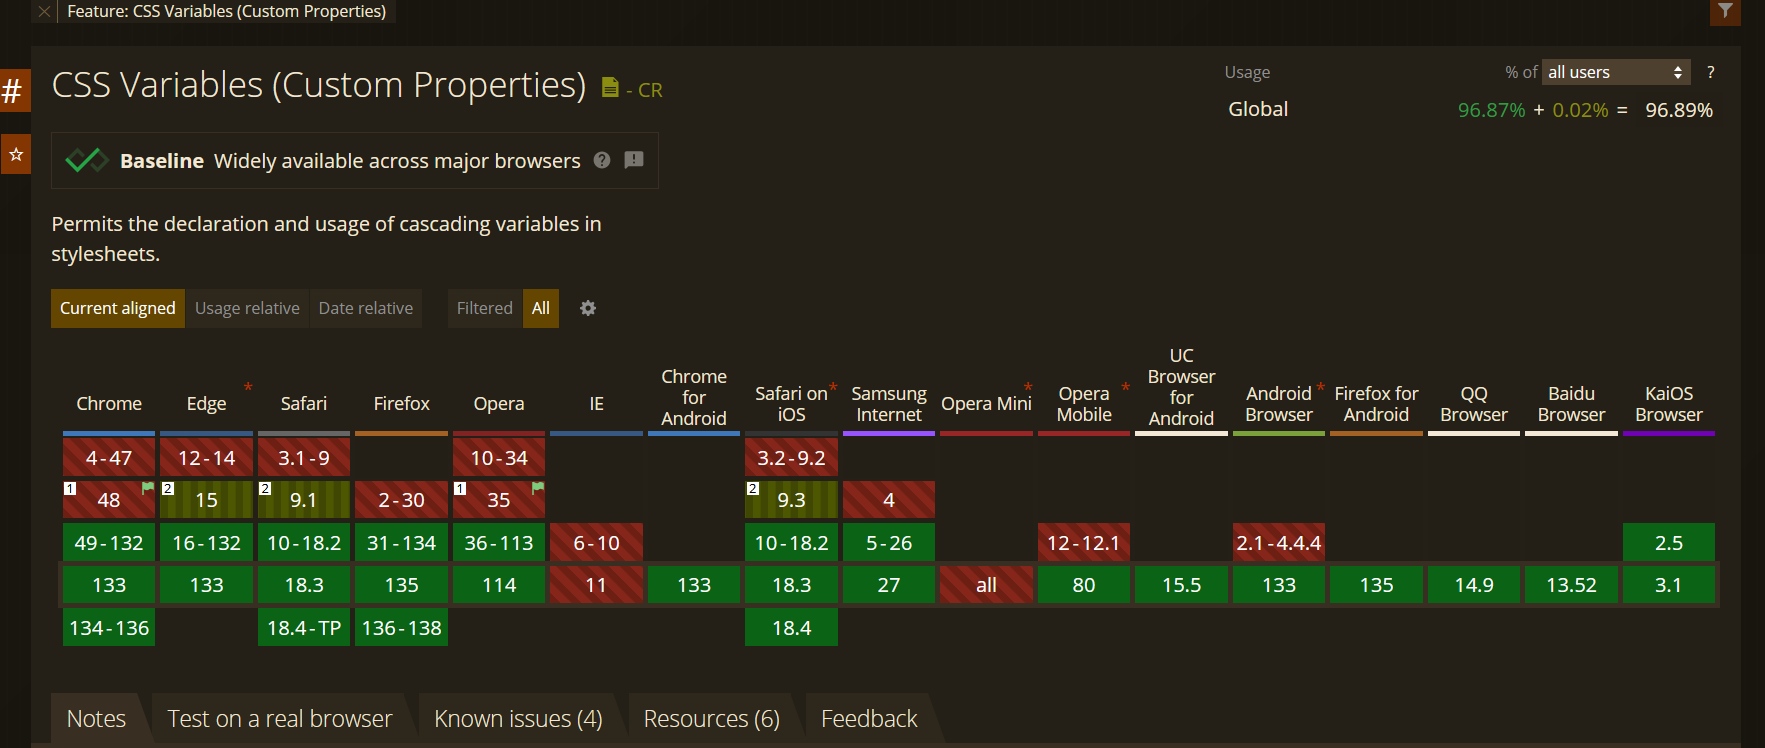 Feature: CSS Variables (Custom Properties)
#
CSS Variables (Custom Properties) - CR
Usage % of all users ?
Global 96.87% + 0.02% = 96.89%
Baseline Widely available across major browsers ? !
Permits the declaration and usage of cascading variables in
stylesheets.
Current aligned Usage relative Date relative Filtered All
Chrome
Edge *
Safari
Firefox
Opera
IE
Chrome
for
Android
Safari on *
iOS
Samsung
Internet
Opera Mini *
Opera *
Mobile
UC
Browser
for
Android
Android *
Browser
Firefox for
Android
QQ
Browser
Baidu
Browser
KaiOS
Browser
4-47 12-14 3.1-9 10-34 3.2-9.2
1 48 2 15 2 9.1 2-30 1 35 2 9.3 4
49-132 16-132 10-18.2 31-134 36-113 6-10 10-18.2 5-26 12-12.1 2.1-4.4.4 2.5
133 133 18.3 135 114 11 133 18.3 27 all 80 15.5 133 135 14.9 13.52 3.1
134-136 18.4-TP 136-138 18.4
Notes Test on a real browser Known issues (4) Resources (6) Feedback